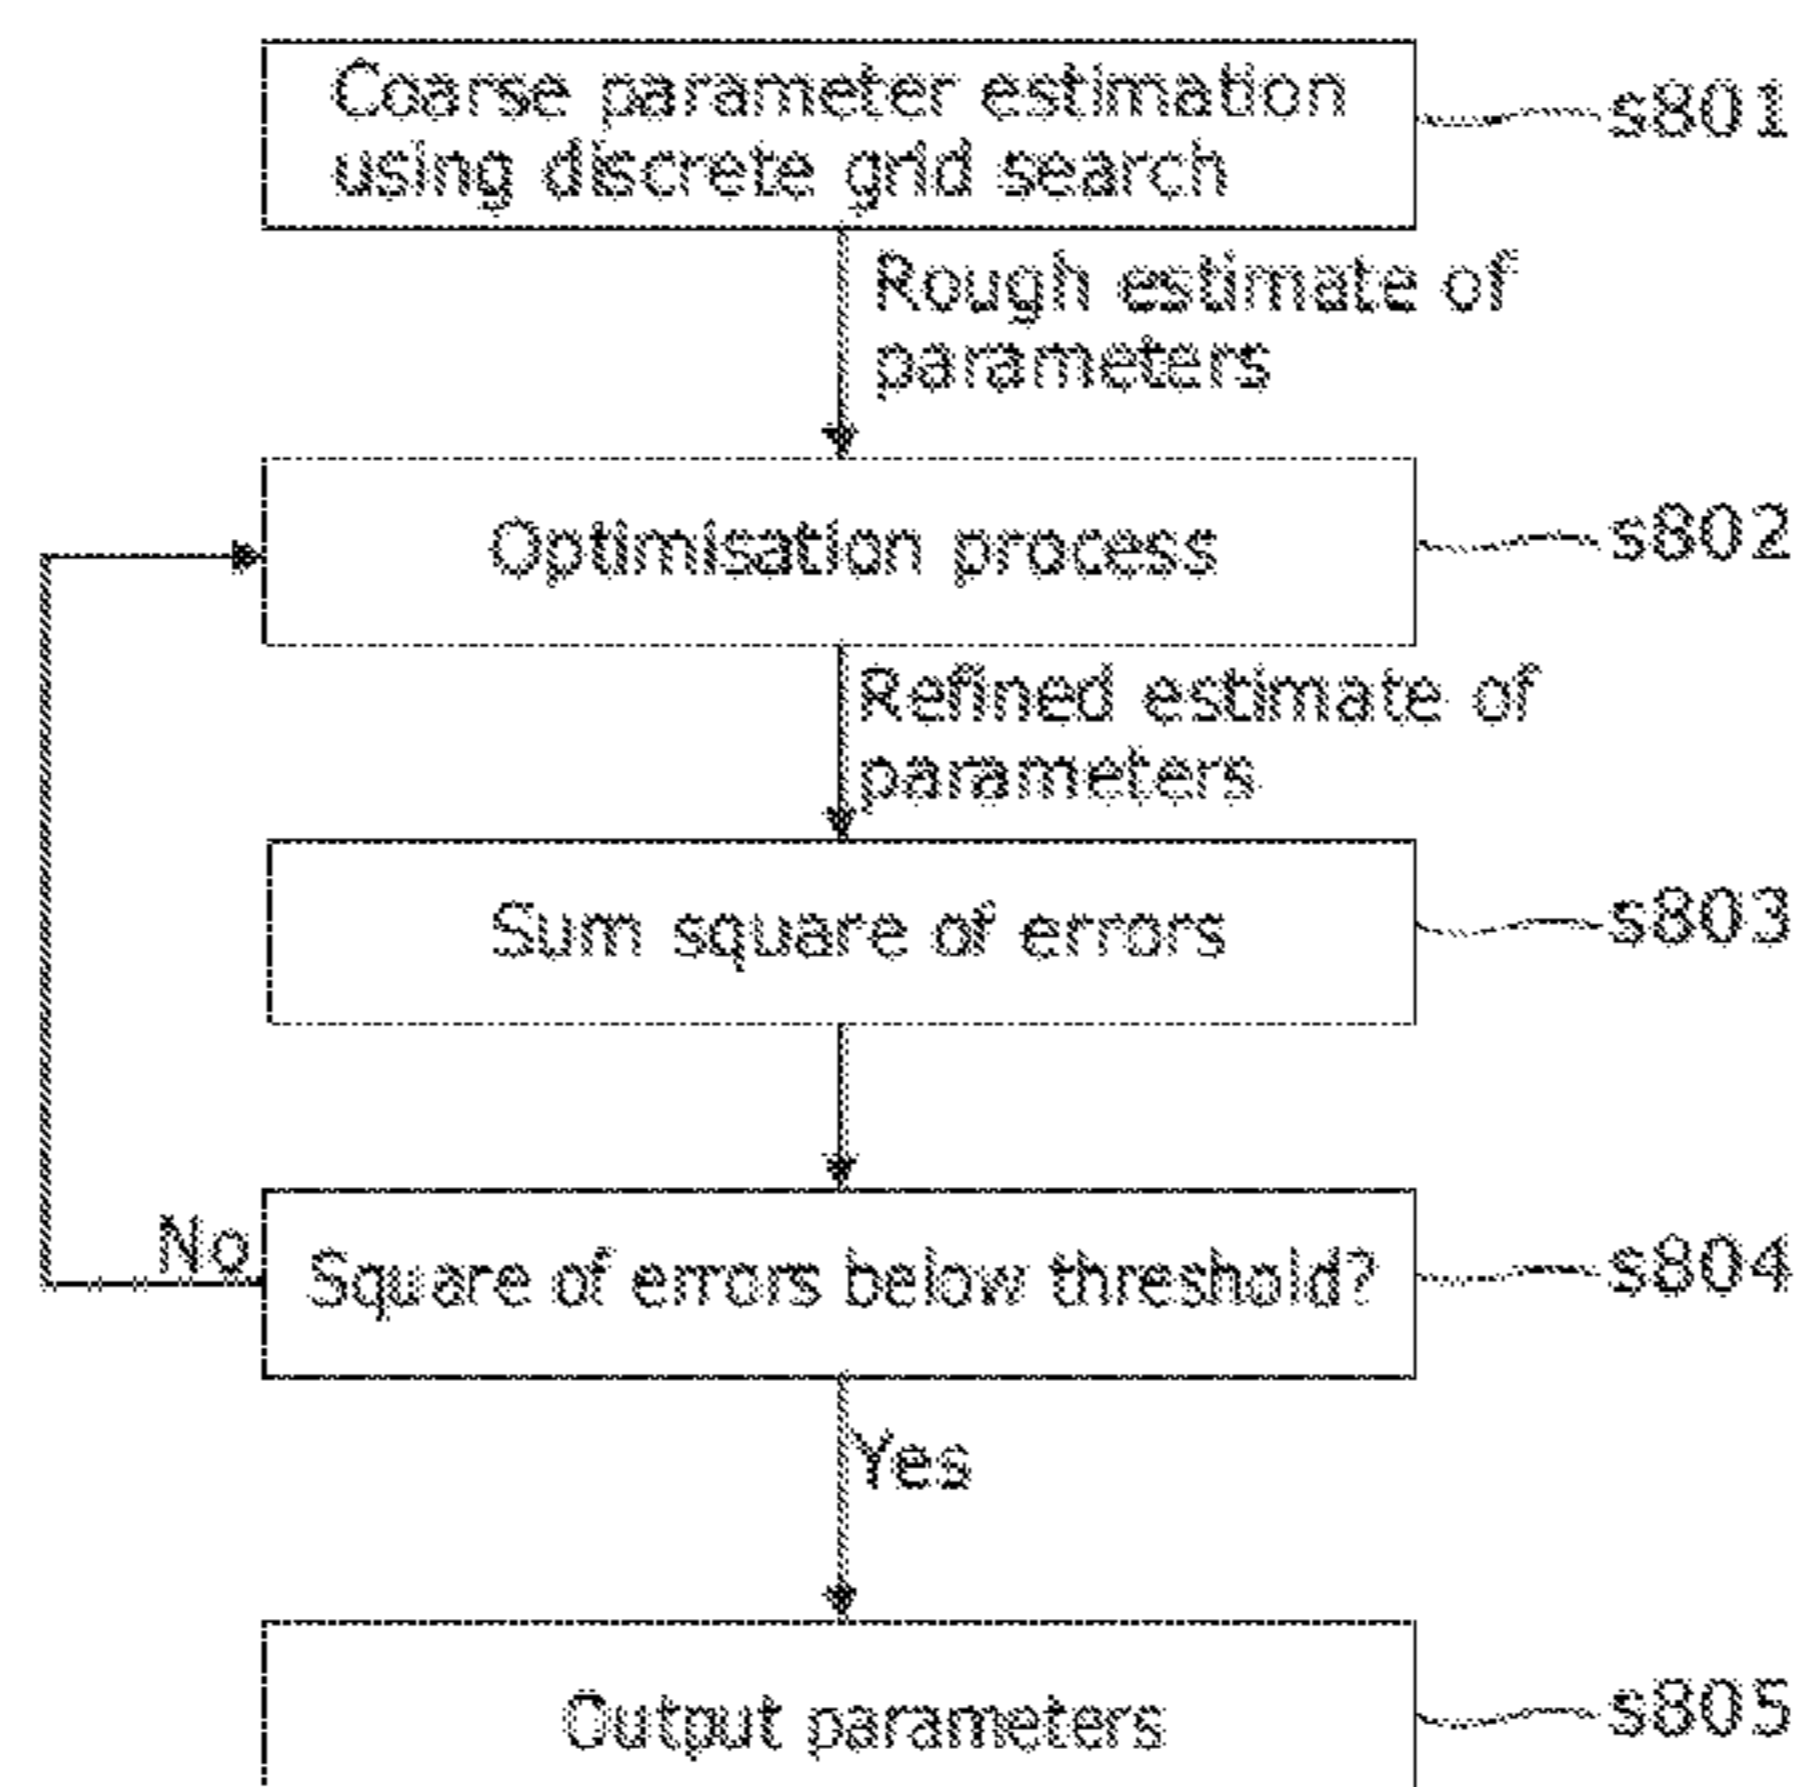 Coarse parameter estimation
using discrete grid search
s801
Rough estimate of
parameters
Optimisation process
s802
Refined estimate of
parameters
Sum square of errors
s803
No
Square of errors below threshold?
s804
Yes
Output parameters
s805